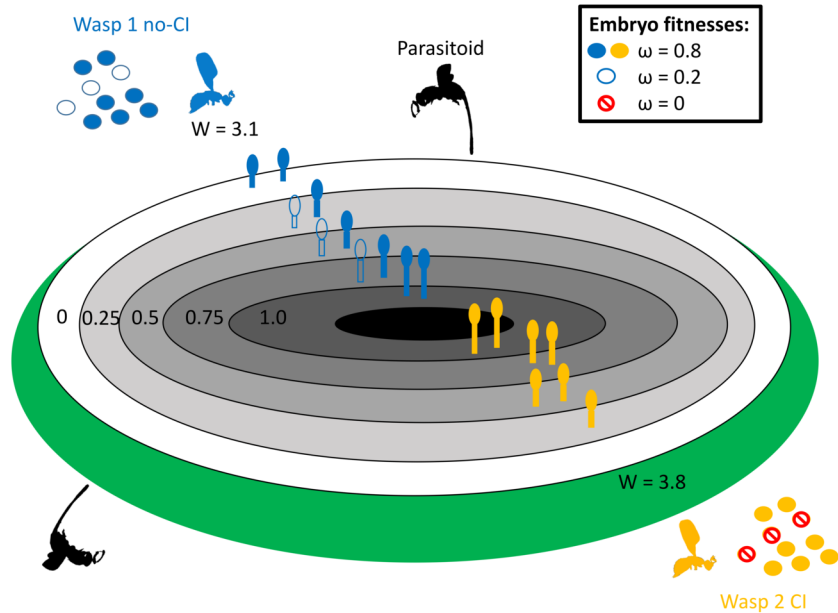 Wasp 1 no-CI
Parasitoid
Embryo fitnesses:
ω = 0.8
ω = 0.2
ω = 0
W = 3.1
0 0.25 0.5 0.75 1.0
W = 3.8
Wasp 2 CI